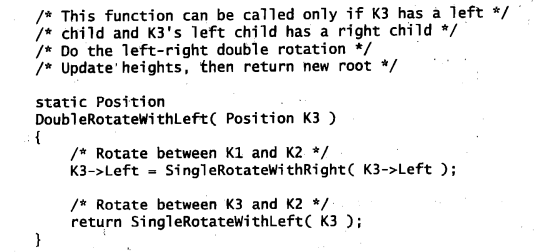 /* This function can be called only if K3 has a left */
/* child and K3's left child has a right child */
/* Do the left-right double rotation */
/* Update heights, then return new root */
static Position
DoubleRotateWithLeft( Position K3 )
{
/* Rotate between K1 and K2 */
K3->Left = SingleRotateWithRight( K3->Left );
/* Rotate between K3 and K2 */
return SingleRotateWithLeft( K3 );
}